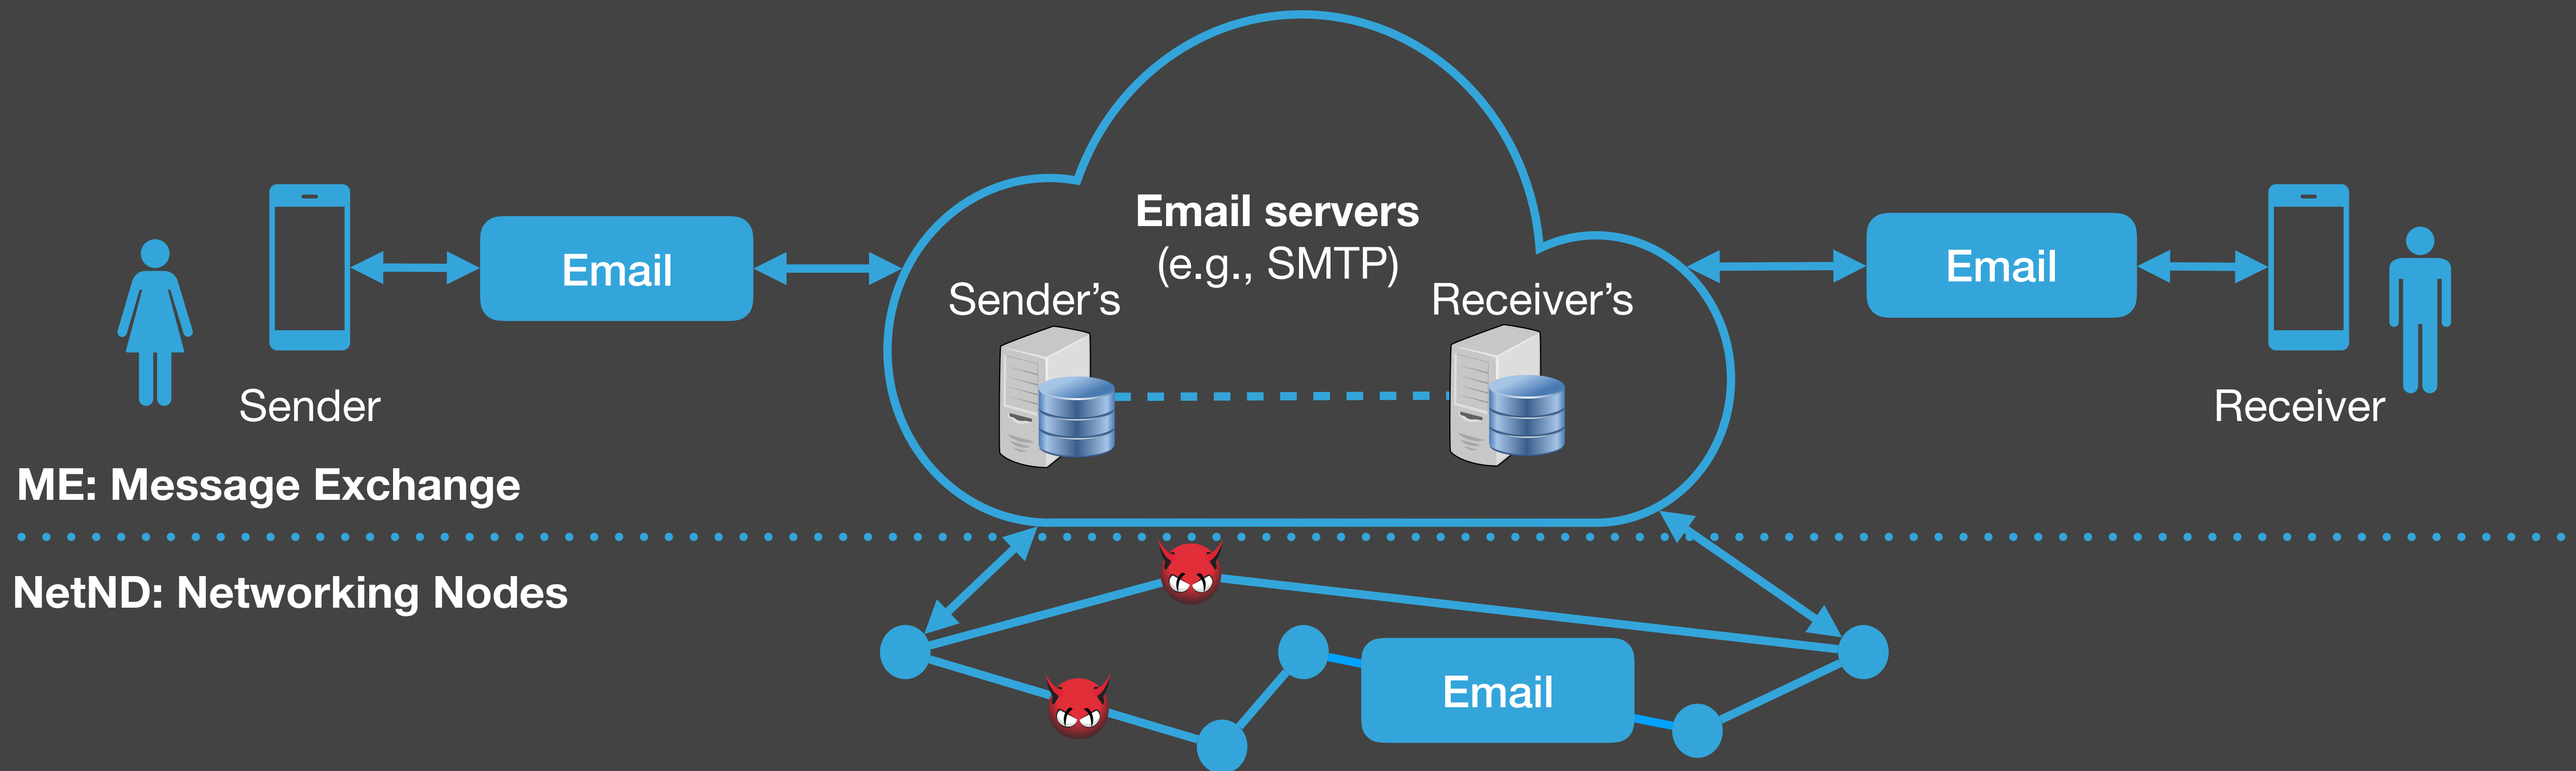 Email servers
(e.g., SMTP)
Email
Email
Sender’s
Receiver’s
Sender
Receiver
ME: Message Exchange
NetND: Networking Nodes
Email